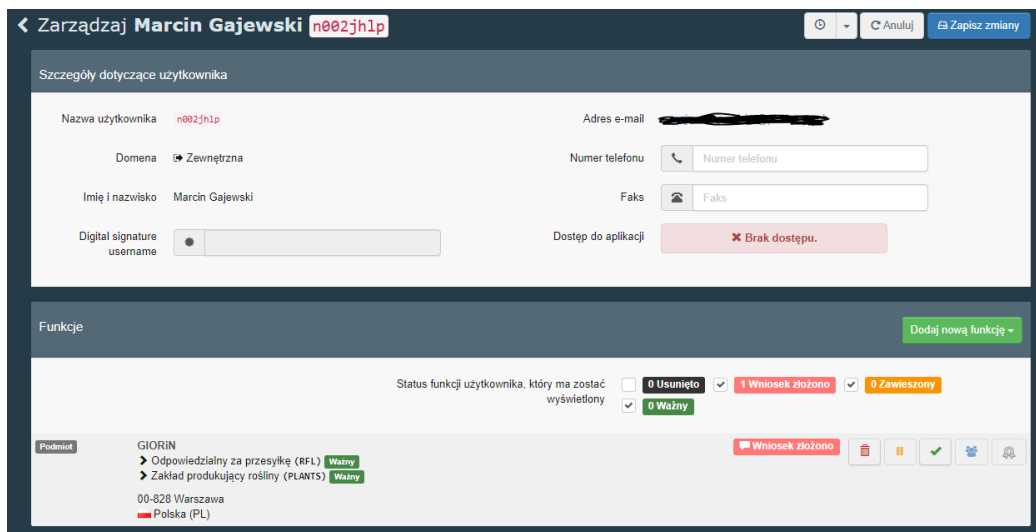 Zarządzaj Marcin Gajewski n002jhlp
Anuluj
Zapisz zmiany
Szczegóły dotyczące użytkownika
Nazwa użytkownika n002jhlp
Adres e-mail
Domena Zewnętrzna
Numer telefonu Numer telefonu
Imię i nazwisko Marcin Gajewski
Faks Faks
Digital signature
username
Dostęp do aplikacji Brak dostępu.
Funkcje
Dodaj nową funkcję
Status funkcji użytkownika, który ma zostać
wyświetlony
0 Usunięto 1 Wniosek złożono 0 Zawieszony
0 Ważny
Podmiot GIORiN Wniosek złożono
Odpowiedzialny za przesyłkę (RFL) Ważny
Zakład produkujący rośliny (PLANTS) Ważny
00-828 Warszawa
Polska (PL)